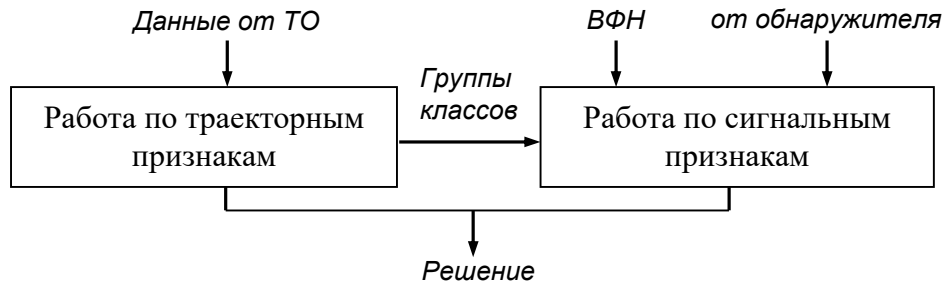 Данные от ТО
ВФН
от обнаружителя
Группы
классов
Работа по траекторным
признакам
Работа по сигнальным
признакам
Решение